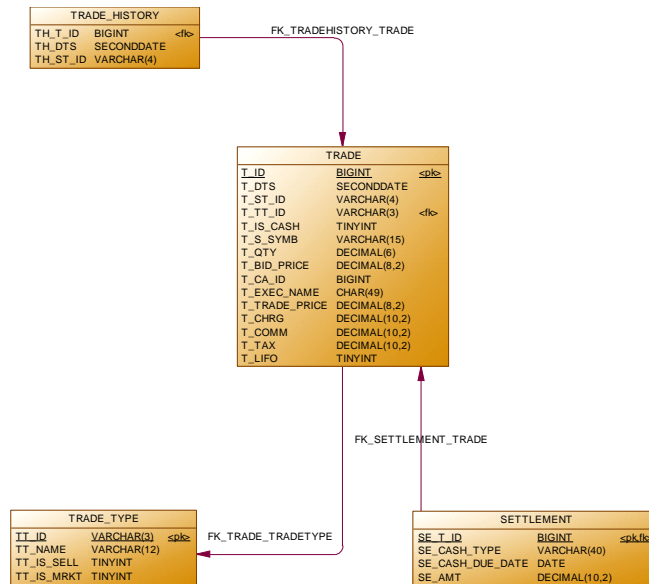 TRADE_HISTORY
TH_T_ID BIGINT <fk>
TH_DTS SECONDDATE
TH_ST_ID VARCHAR(4)
FK_TRADEHISTORY_TRADE
TRADE
T_ID BIGINT <pk>
T_DTS SECONDDATE
T_ST_ID VARCHAR(4)
T_TT_ID VARCHAR(3) <fk>
T_IS_CASH TINYINT
T_S_SYMB VARCHAR(15)
T_QTY DECIMAL(6)
T_BID_PRICE DECIMAL(8,2)
T_CA_ID BIGINT
T_EXEC_NAME CHAR(49)
T_TRADE_PRICE DECIMAL(8,2)
T_CHRG DECIMAL(10,2)
T_COMM DECIMAL(10,2)
T_TAX DECIMAL(10,2)
T_LIFO TINYINT
FK_SETTLEMENT_TRADE
FK_TRADE_TRADETYPE
TRADE_TYPE
TT_ID VARCHAR(3) <pk>
TT_NAME VARCHAR(12)
TT_IS_SELL TINYINT
TT_IS_MRKT TINYINT
SETTLEMENT
SE_T_ID BIGINT <pk,fk>
SE_CASH_TYPE VARCHAR(40)
SE_CASH_DUE_DATE DATE
SE_AMT DECIMAL(10,2)